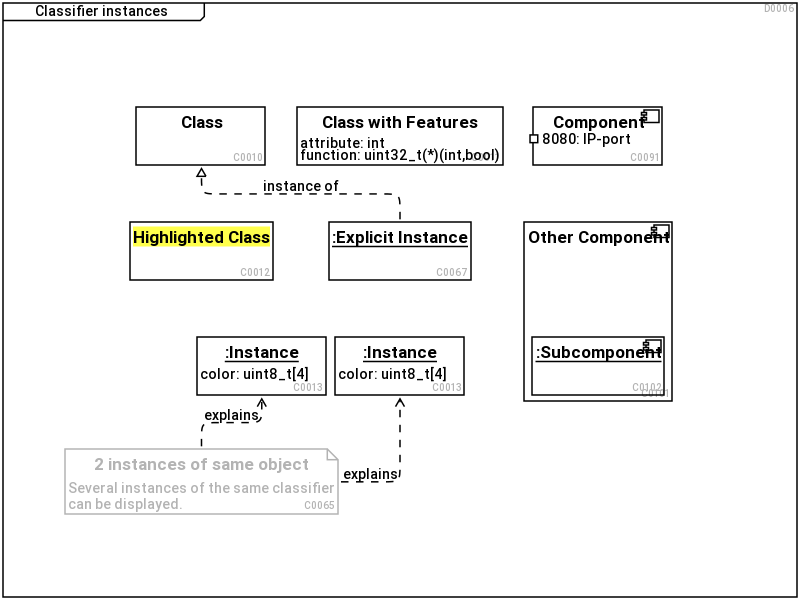 Classifier instances
D0006
Class
C0010
Class with Features
attribute: int
function: uint32_t(*)(int,bool)
Component
8080: IP-port
C0091
instance of
Highlighted Class
C0012
:Explicit Instance
C0067
Other Component
:Instance
color: uint8_t[4]
C0013
:Instance
color: uint8_t[4]
C0013
:Subcomponent
C0102
C0101
explains
explains
2 instances of same object
Several instances of the same classifier
can be displayed.
C0065